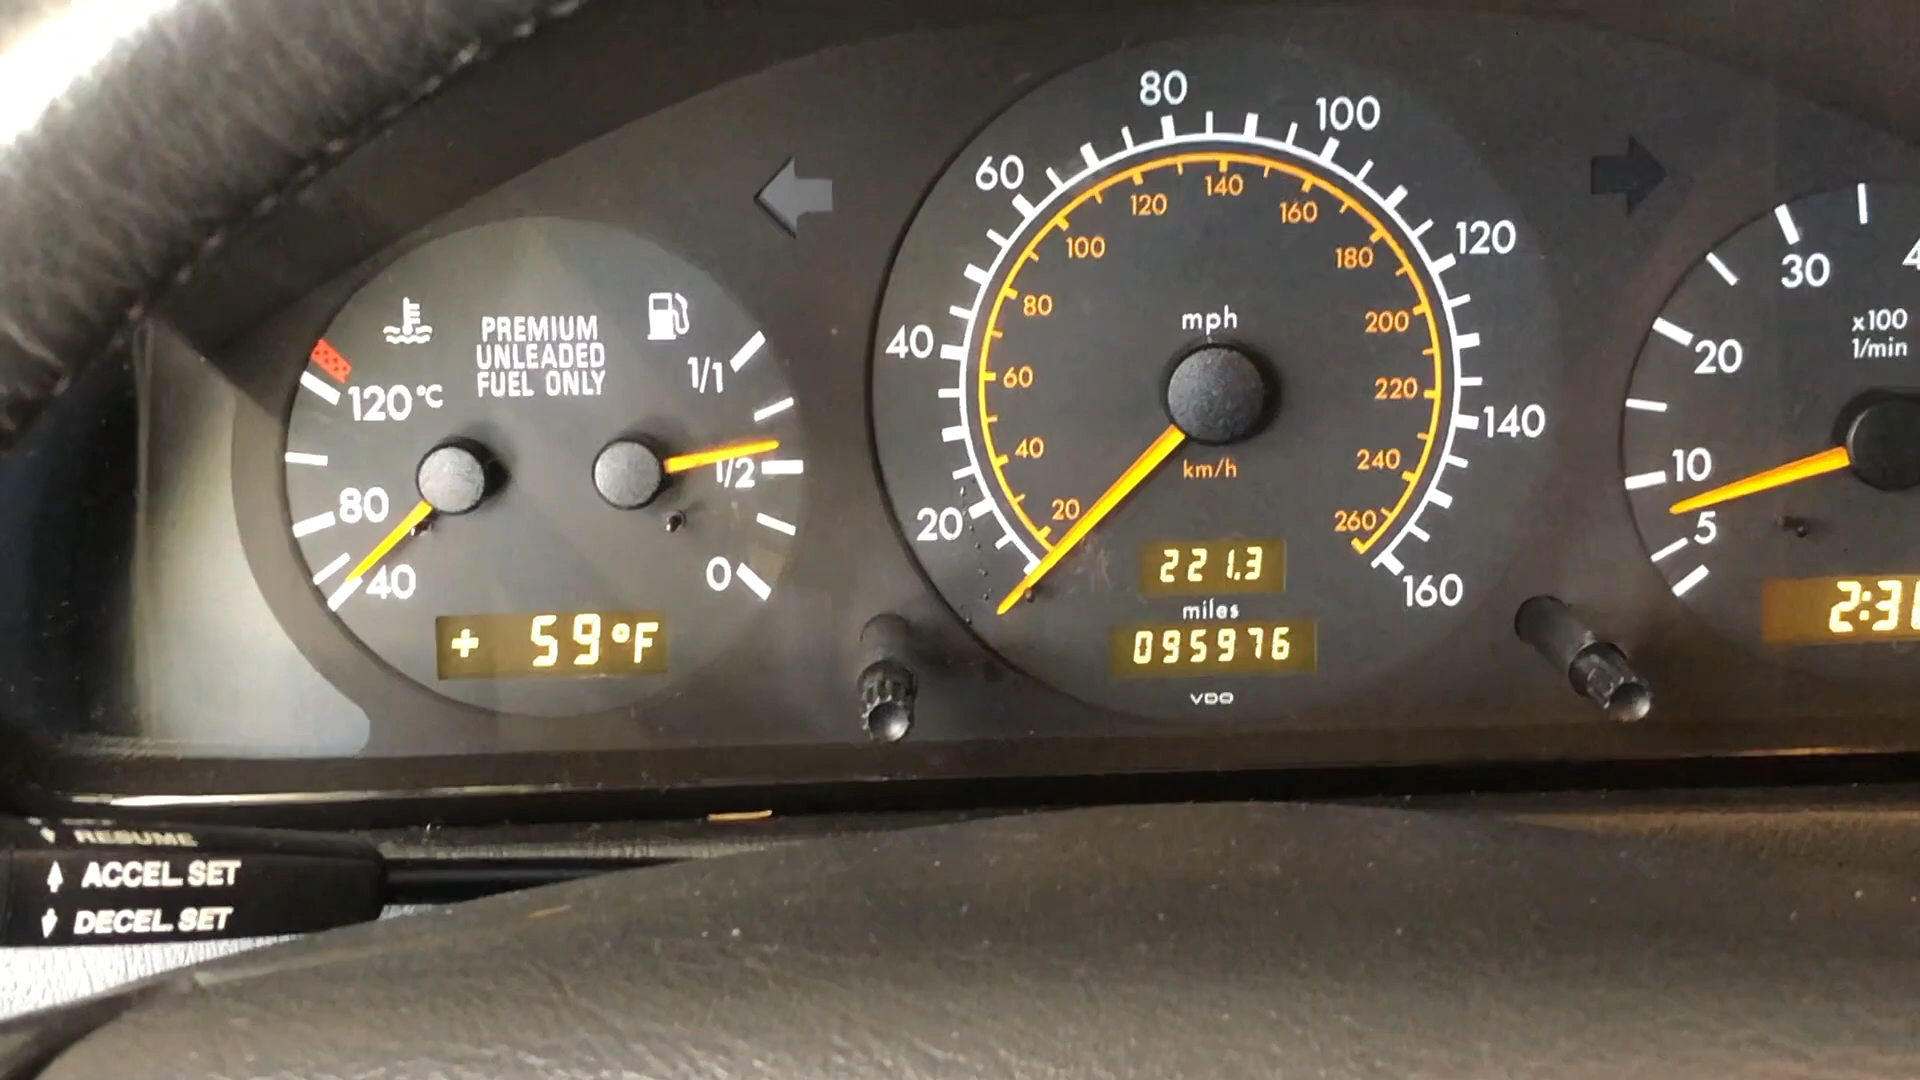 PREMIUM
UNLEADED
FUEL ONLY
120°C
80
40
1/1
1/2
0
+ 59°F
20
40
60
80
100
120
140
160
mph
20
40
60
80
100
120
140
160
180
200
220
240
260
km/h
221.3
miles
095976
VDO
5
10
20
30
x100
1/min
RESUME
ACCEL. SET
DECEL. SET